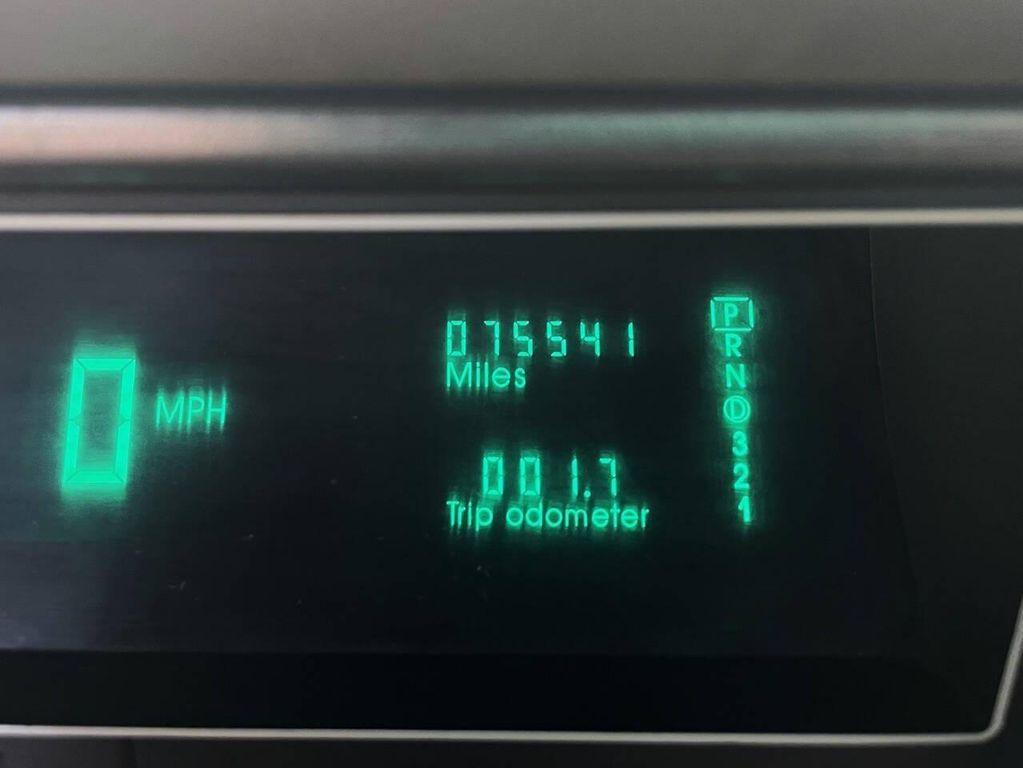 075541
Miles
0 MPH
001.7
Trip odometer
P
R
N
D
3
2
1